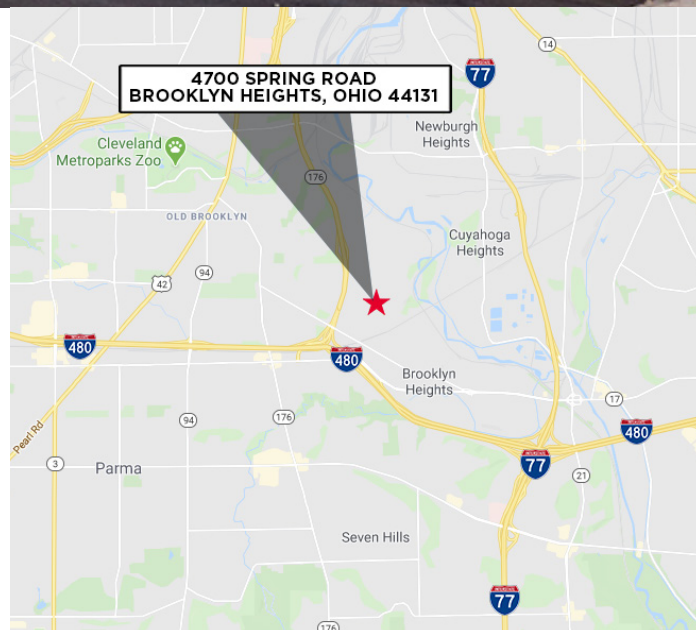 4700 SPRING ROAD
BROOKLYN HEIGHTS, OHIO 44131
14
77
Newburgh
Heights
Cleveland
Metroparks Zoo
176
OLD BROOKLYN
Cuyahoga
Heights
94
42
480
480
Brooklyn
Heights
17
94
176
480
Pearl Rd
3
Parma
77
21
Seven Hills
77
176